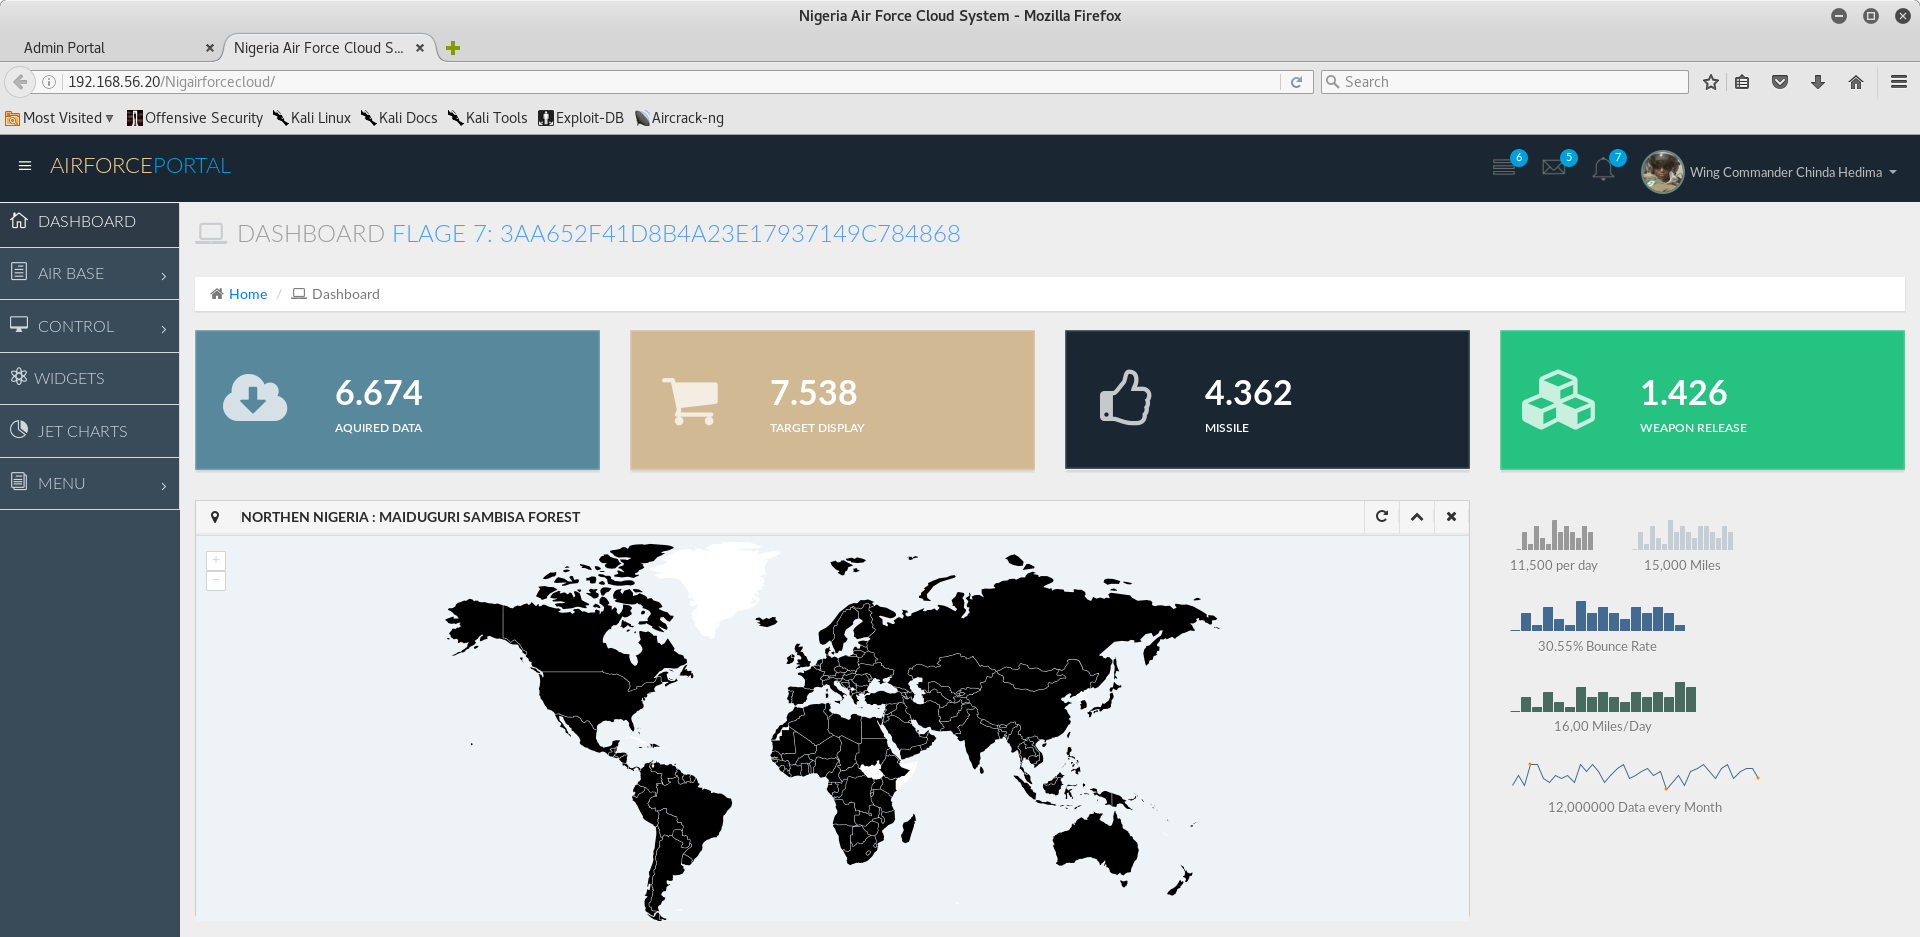 Nigeria Air Force Cloud System - Mozilla Firefox
Admin Portal
Nigeria Air Force Cloud S...
192.168.56.20/Nigairforcecloud/
Search
Most Visited
Offensive Security
Kali Linux
Kali Docs
Kali Tools
Exploit-DB
Aircrack-ng
AIRFORCEPORTAL
6
5
7
Wing Commander Chinda Hedima
DASHBOARD
AIR BASE
CONTROL
WIDGETS
JET CHARTS
MENU
DASHBOARD FLAGE 7: 3AA652F41D8B4A23E17937149C784868
Home / Dashboard
6.674
AQUIRED DATA
7.538
TARGET DISPLAY
4.362
MISSILE
1.426
WEAPON RELEASE
NORTHEN NIGERIA : MAIDUGURI SAMBISA FOREST
+
−
11,500 per day
15,000 Miles
30.55% Bounce Rate
16,00 Miles/Day
12,000000 Data every Month